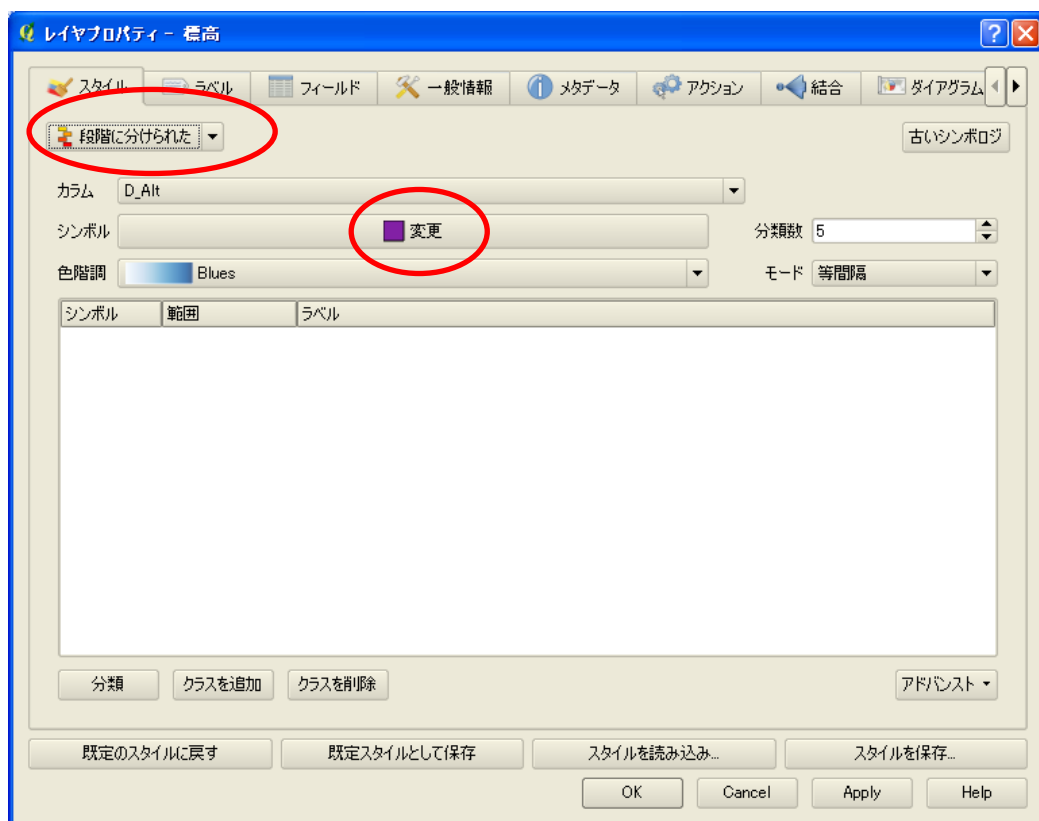 レイヤプロパティー - 標高
スタイル ラベル フィールド 一般情報 メタデータ アクション 結合 ダイアグラム
段階に分けられた 古いシンボロジ
カラム D_Alt
シンボル 変更 分類数 5
色階調 Blues モード 等間隔
シンボル 範囲 ラベル
分類 クラスを追加 クラスを削除 アドバンスト
既定のスタイルに戻す 既定スタイルとして保存 スタイルを読み込み... スタイルを保存...
OK Cancel Apply Help